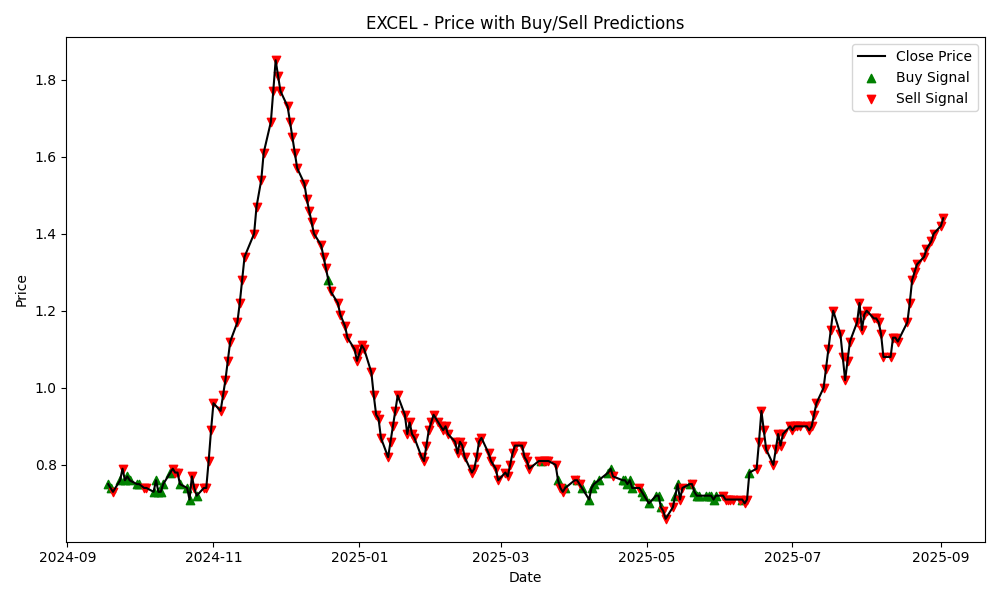 EXCEL - Price with Buy/Sell Predictions
Close Price
Buy Signal
Sell Signal
Price
1.8
1.6
1.4
1.2
1.0
0.8
2024-09
2024-11
2025-01
2025-03
2025-05
2025-07
2025-09
Date